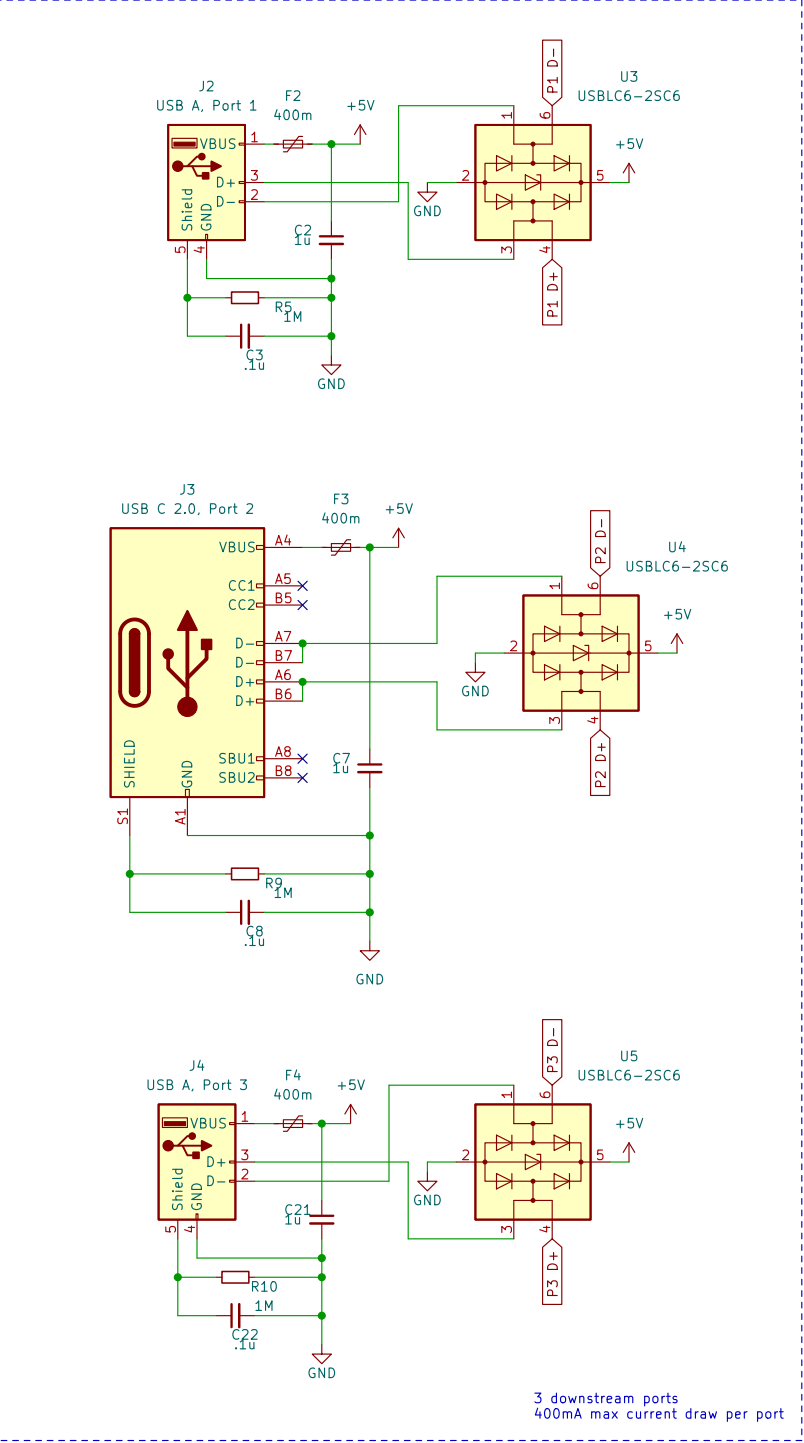 J2
USB A, Port 1
F2
400m
+5V
VBUS
1
D+
3
D-
2
Shield
GND
5
4
C2
1u
R5
1M
C3
.1u
GND
P1 D-
U3
USBLC6-2SC6
1
6
+5V
2
5
GND
3
4
P1 D+
J3
USB C 2.0, Port 2
F3
400m
+5V
VBUS
A4
CC1
A5
CC2
B5
D-
A7
D-
B7
D+
A6
D+
B6
SBU1
A8
SBU2
B8
SHIELD
GND
S1
A1
C7
1u
R9
1M
C8
.1u
GND
P2 D-
U4
USBLC6-2SC6
1
6
+5V
2
5
GND
3
4
P2 D+
J4
USB A, Port 3
F4
400m
+5V
VBUS
1
D+
3
D-
2
Shield
GND
5
4
C21
1u
R10
1M
C22
.1u
GND
P3 D-
U5
USBLC6-2SC6
1
6
+5V
2
5
GND
3
4
P3 D+
3 downstream ports
400mA max current draw per port